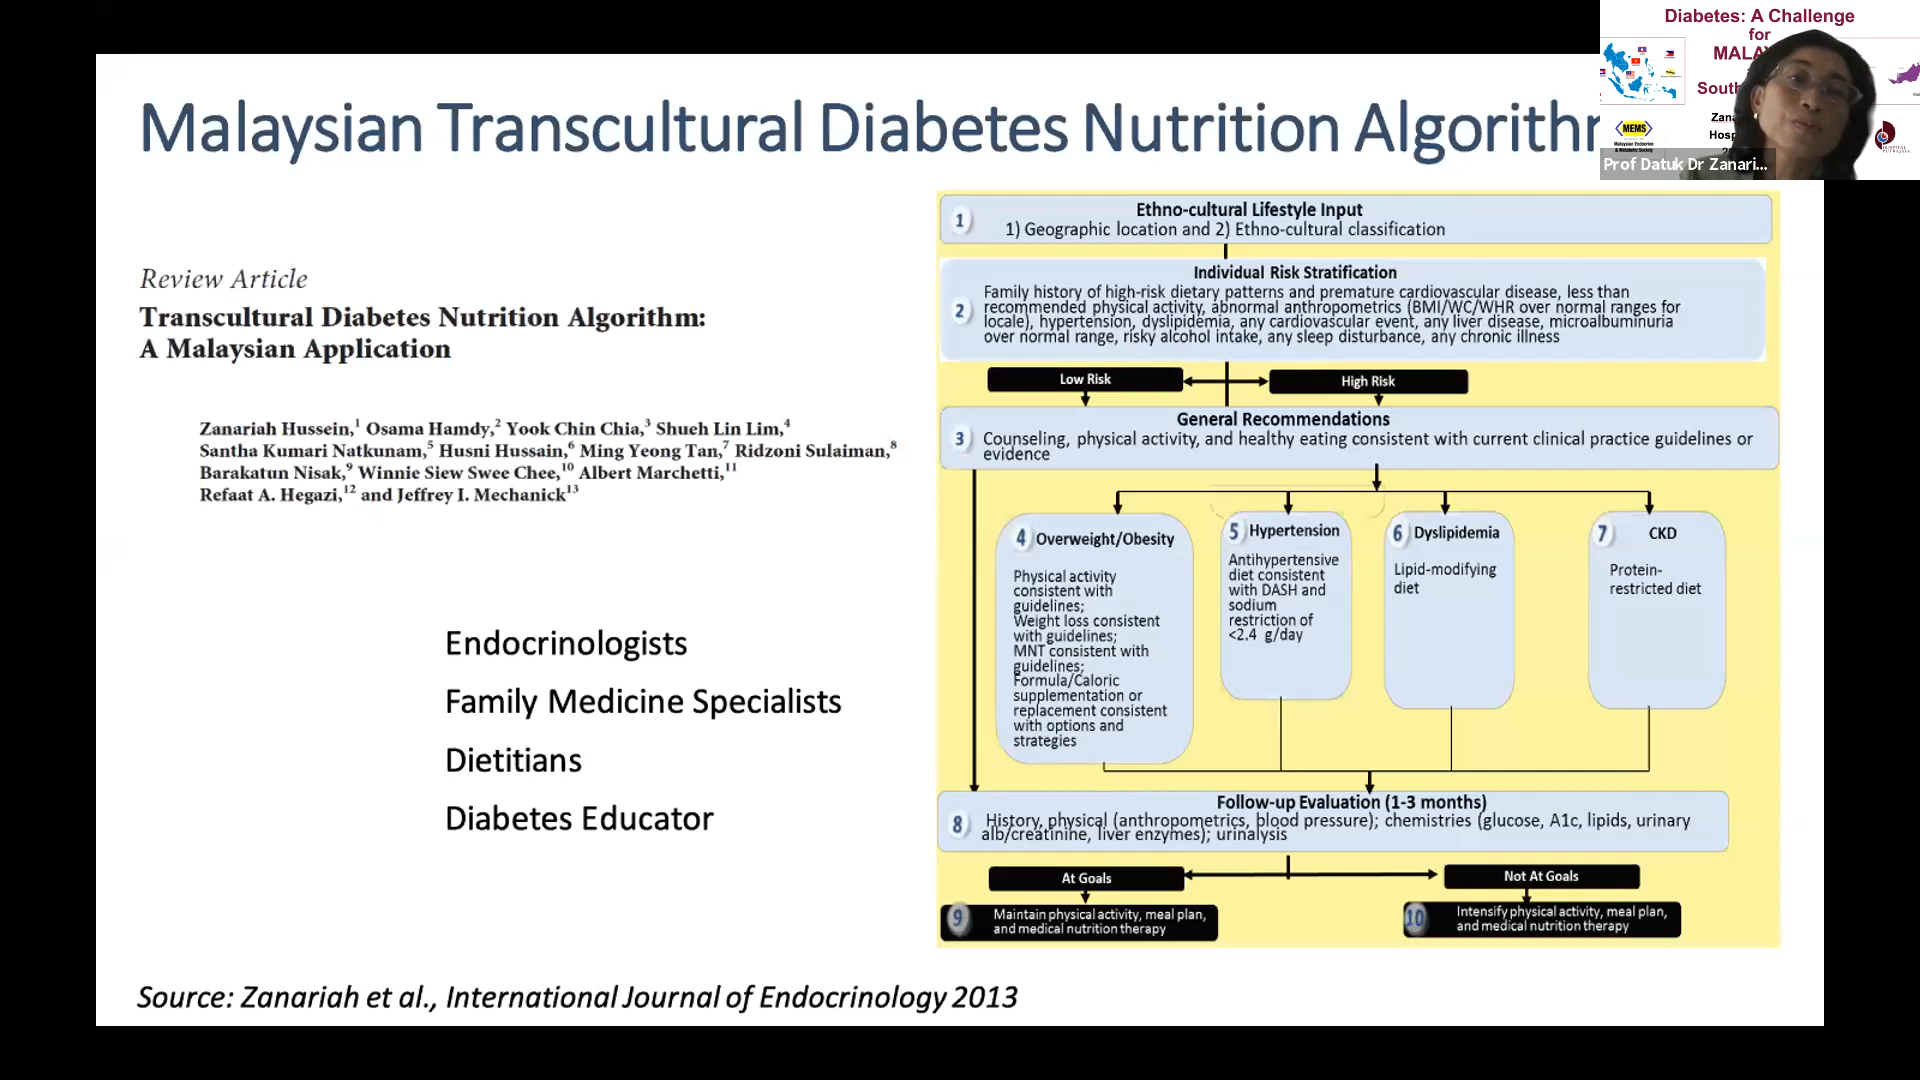 Diabetes: A Challenge
for
MALA
South
Zana
Hosp
MEMS
Malaysian Endocrine
& Metabolic Society
Prof Datuk Dr Zanari...
Malaysian Transcultural Diabetes Nutrition Algorith
Review Article
Transcultural Diabetes Nutrition Algorithm:
A Malaysian Application
Zanariah Hussein,1 Osama Hamdy,2 Yook Chin Chia,3 Shueh Lin Lim,4
Santha Kumari Natkunam,5 Husni Hussain,6 Ming Yeong Tan,7 Ridzoni Sulaiman,8
Barakatun Nisak,9 Winnie Siew Swee Chee,10 Albert Marchetti,11
Refaat A. Hegazi,12 and Jeffrey I. Mechanick13
Endocrinologists
Family Medicine Specialists
Dietitians
Diabetes Educator
1 Ethno-cultural Lifestyle Input
1) Geographic location and 2) Ethno-cultural classification
Individual Risk Stratification
2 Family history of high-risk dietary patterns and premature cardiovascular disease, less than
recommended physical activity, abnormal anthropometrics (BMI/WC/WHR over normal ranges for
locale), hypertension, dyslipidemia, any cardiovascular event, any liver disease, microalbuminuria
over normal range, risky alcohol intake, any sleep disturbance, any chronic illness
Low Risk
High Risk
General Recommendations
3 Counseling, physical activity, and healthy eating consistent with current clinical practice guidelines or
evidence
4 Overweight/Obesity
Physical activity
consistent with
guidelines;
Weight loss consistent
with guidelines;
MNT consistent with
guidelines;
Formula/Caloric
supplementation or
replacement consistent
with options and
strategies
5 Hypertension
Antihypertensive
diet consistent
with DASH and
sodium
restriction of
<2.4 g/day
6 Dyslipidemia
Lipid-modifying
diet
7 CKD
Protein-
restricted diet
Follow-up Evaluation (1-3 months)
8 History, physical (anthropometrics, blood pressure); chemistries (glucose, A1c, lipids, urinary
alb/creatinine, liver enzymes); urinalysis
At Goals
Not At Goals
9 Maintain physical activity, meal plan,
and medical nutrition therapy
10 Intensify physical activity, meal plan,
and medical nutrition therapy
Source: Zanariah et al., International Journal of Endocrinology 2013